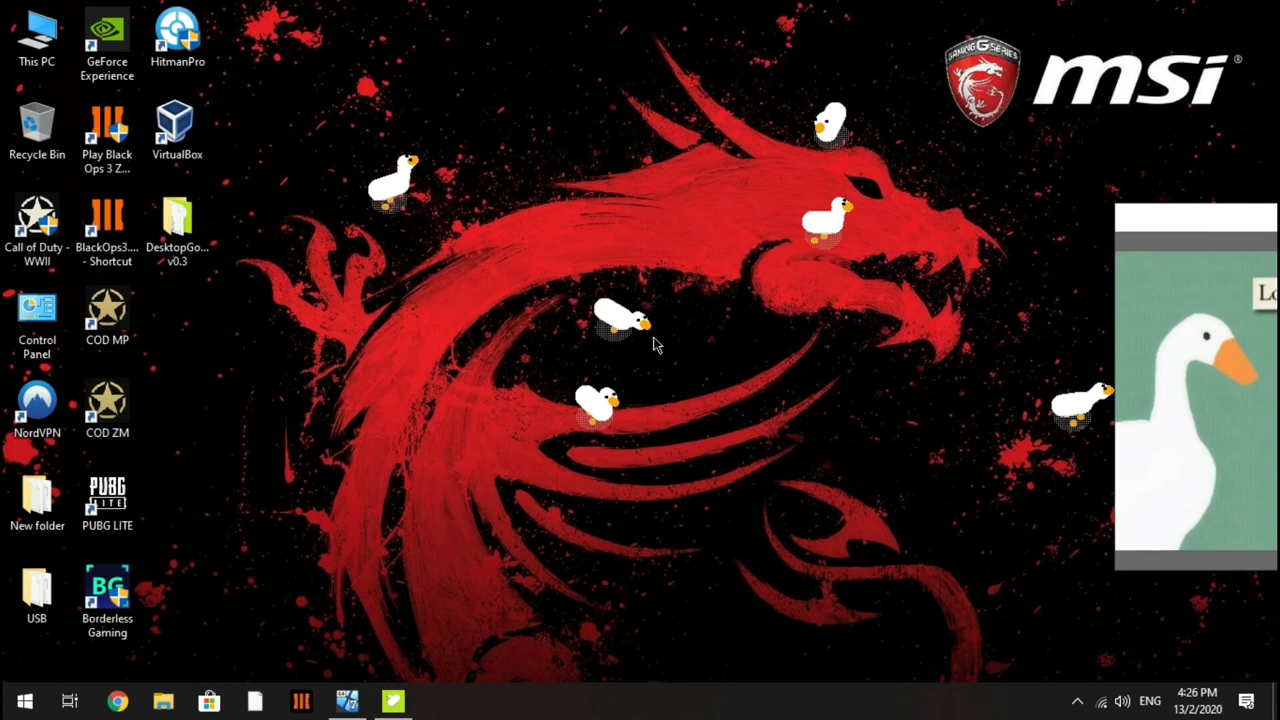 This PC
GeForce
Experience
HitmanPro
Recycle Bin
Play Black
Ops 3 Z...
VirtualBox
Call of Duty -
WWII
BlackOps3....
- Shortcut
DesktopGo...
v0.3
Control
Panel
COD MP
NordVPN
COD ZM
New folder
PUBG
LITE
PUBG LITE
USB
BG
Borderless
Gaming
GAMING G SERIES
msi®
Lo
ENG
4:26 PM
13/2/2020